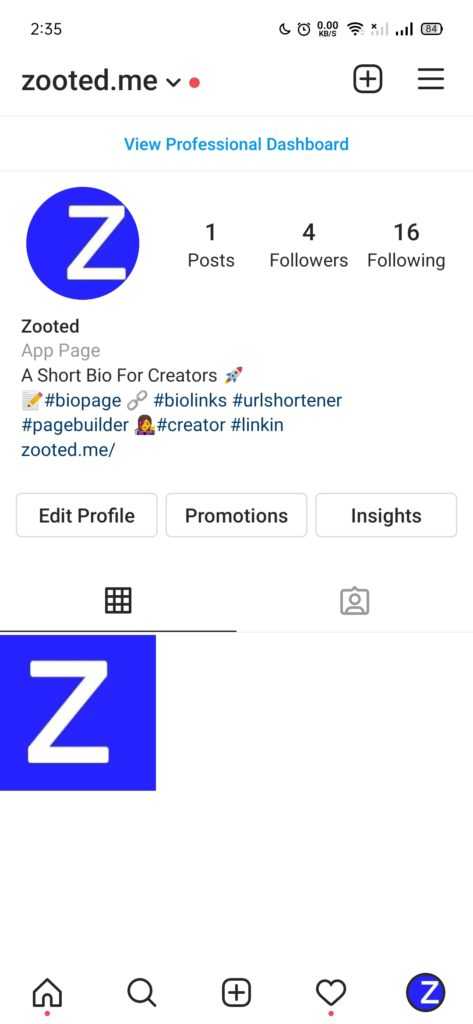 2:35 0.00 KB/S 84
zooted.me
View Professional Dashboard
Z
1 4 16
Posts Followers Following
Zooted
App Page
A Short Bio For Creators 🚀
📝#biopage 🔗 #biolinks #urlshortener
#pagebuilder 👩‍🎤#creator #linkin
zooted.me/
Edit Profile Promotions Insights
Z
Z